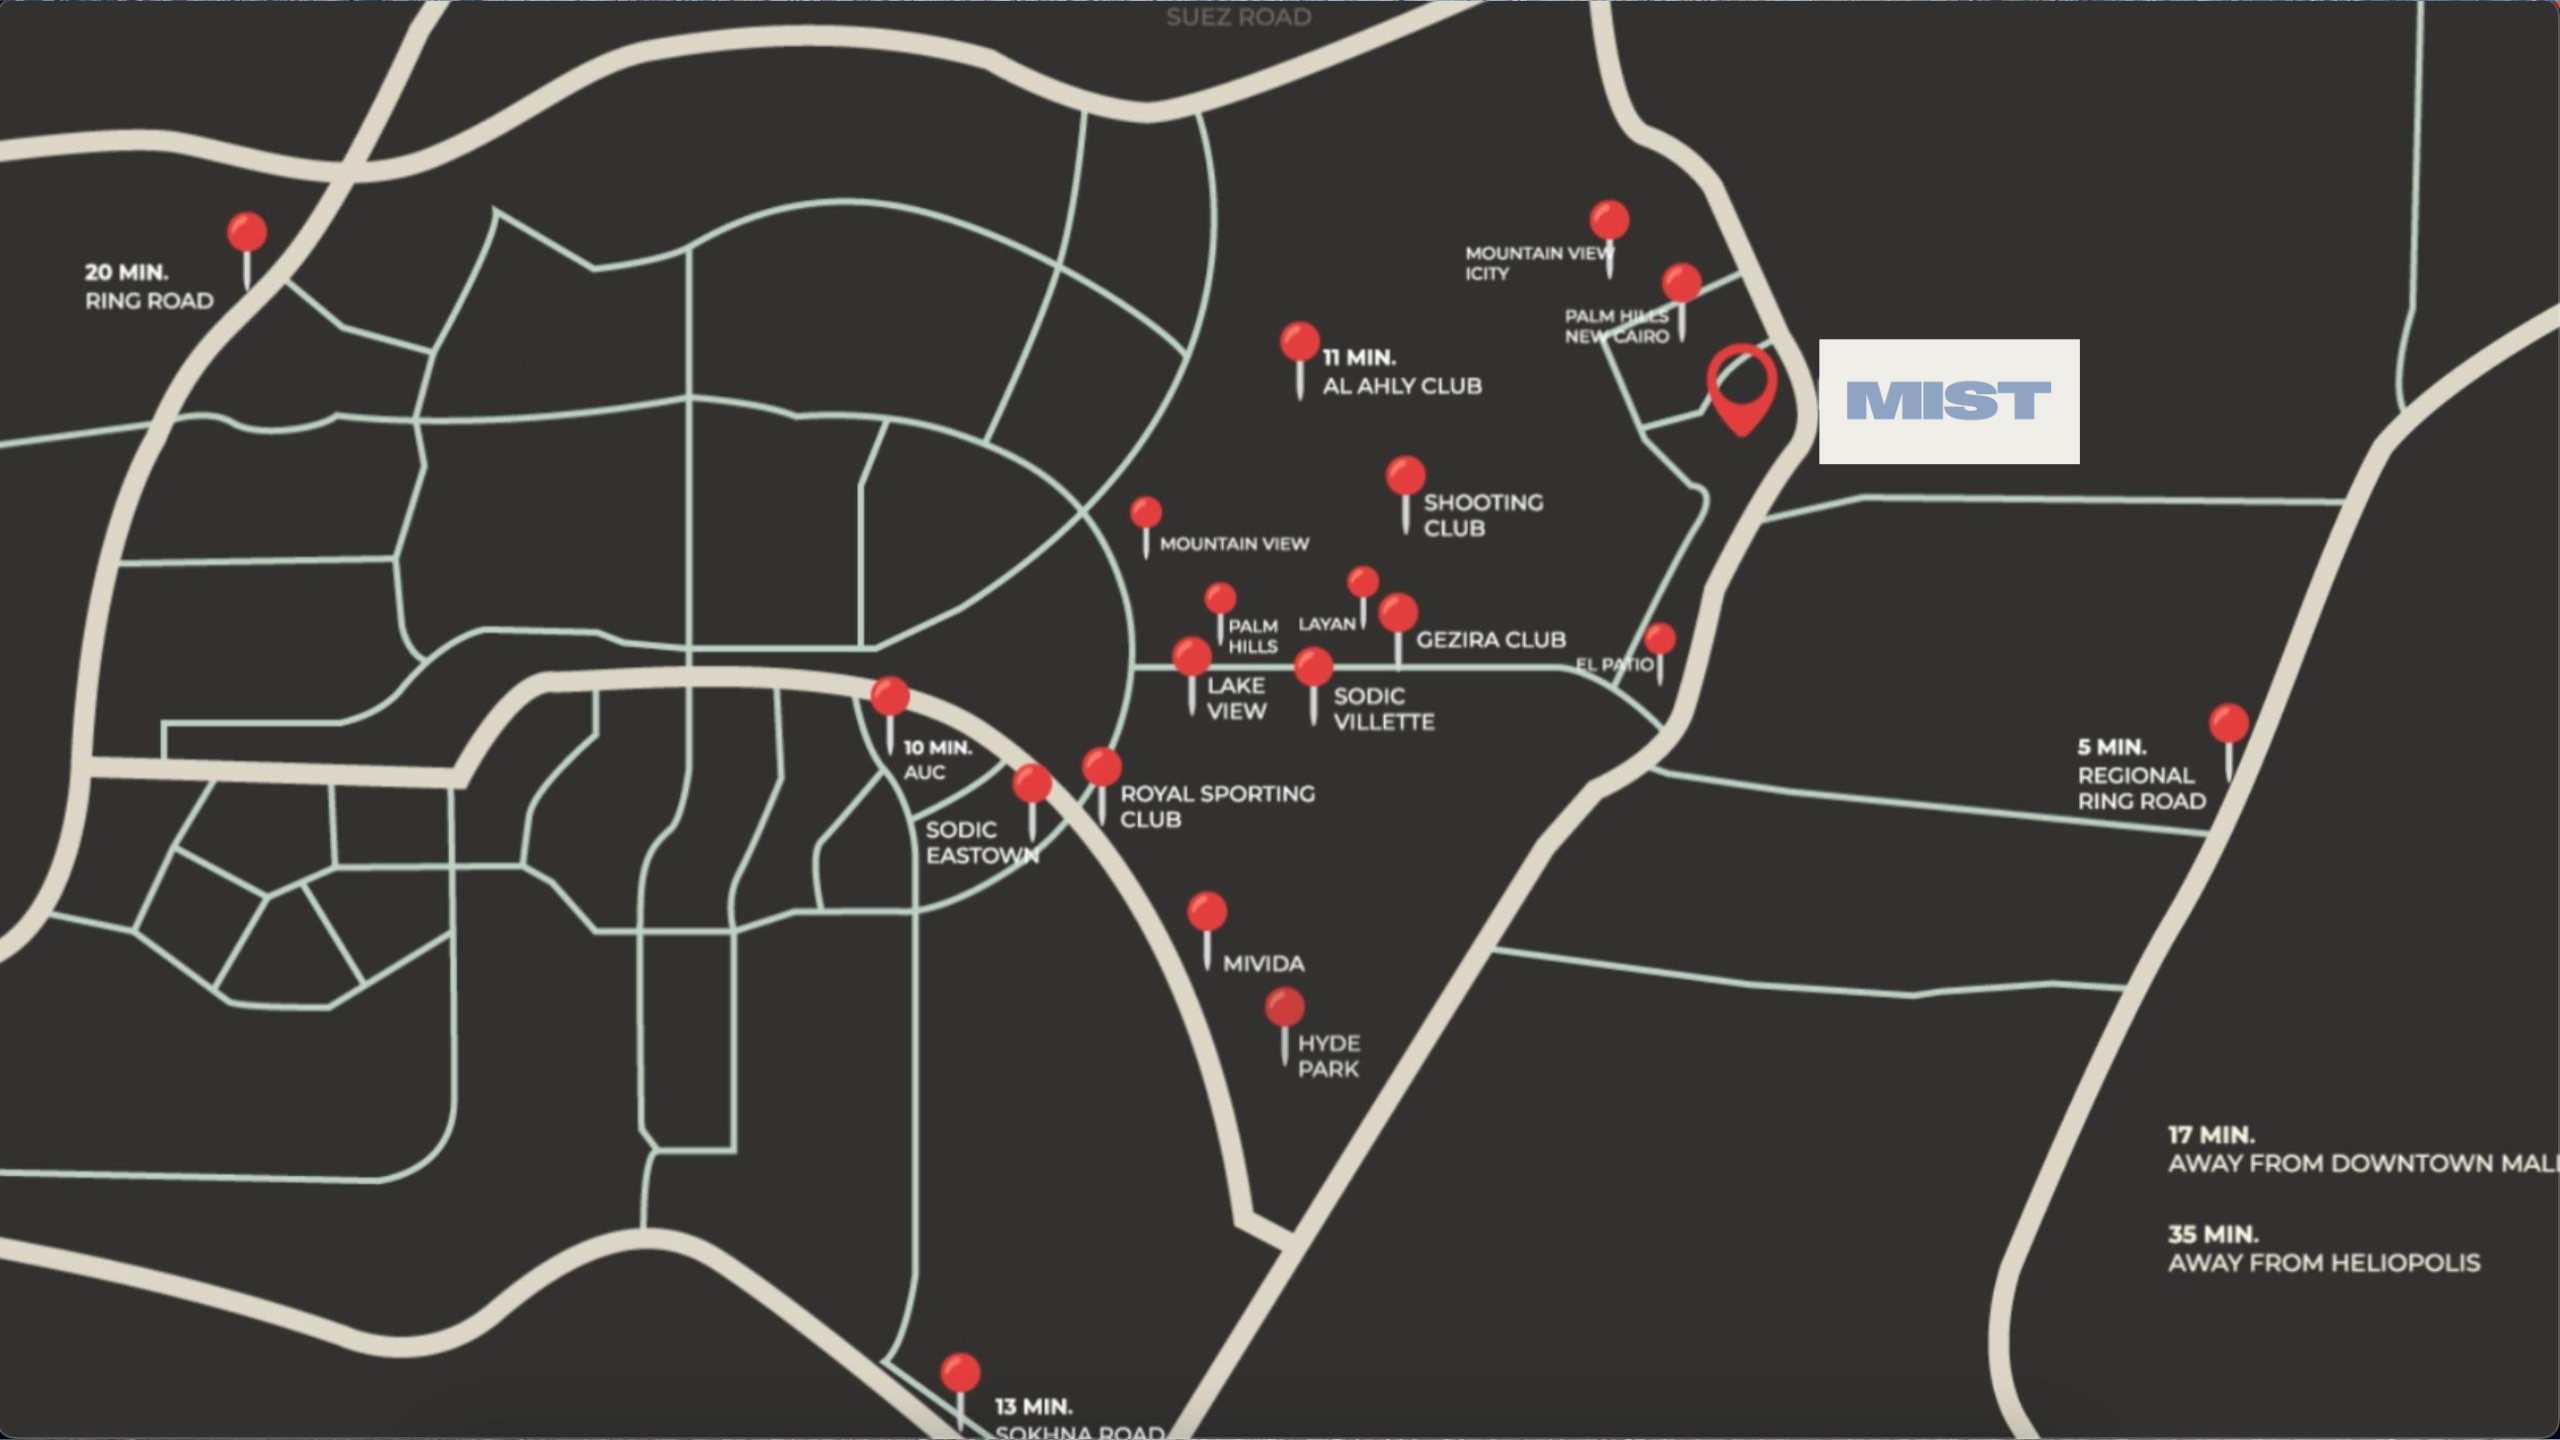 SUEZ ROAD
20 MIN.
RING ROAD
MOUNTAIN VIEW
ICITY
PALM HILLS
NEW CAIRO
11 MIN.
AL AHLY CLUB
MIST
SHOOTING
CLUB
MOUNTAIN VIEW
PALM
HILLS
LAYAN
GEZIRA CLUB
EL PATIO
LAKE
VIEW
SODIC
VILLETTE
10 MIN.
AUC
5 MIN.
REGIONAL
RING ROAD
ROYAL SPORTING
CLUB
SODIC
EASTOWN
MIVIDA
HYDE
PARK
17 MIN.
AWAY FROM DOWNTOWN MALL
35 MIN.
AWAY FROM HELIOPOLIS
13 MIN.
SOKHNA ROAD